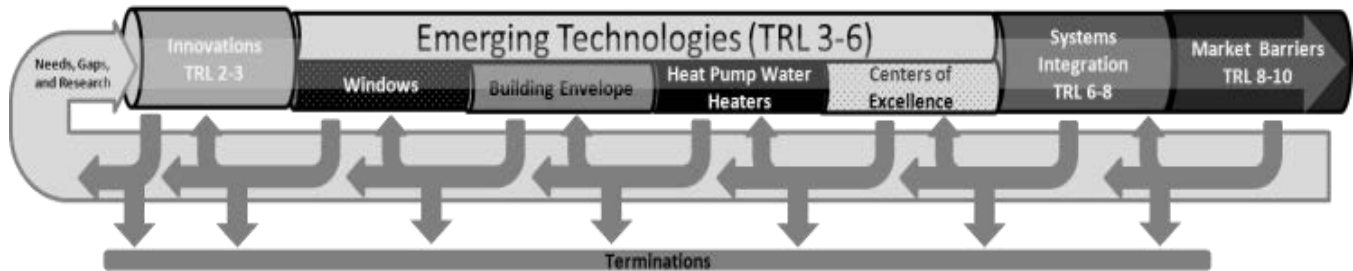 Needs, Gaps,
and Research
Innovations
TRL 2-3
Emerging Technologies (TRL 3-6)
Windows
Building Envelope
Heat Pump Water
Heaters
Centers of
Excellence
Systems
Integration
TRL 6-8
Market Barriers
TRL 8-10
Terminations